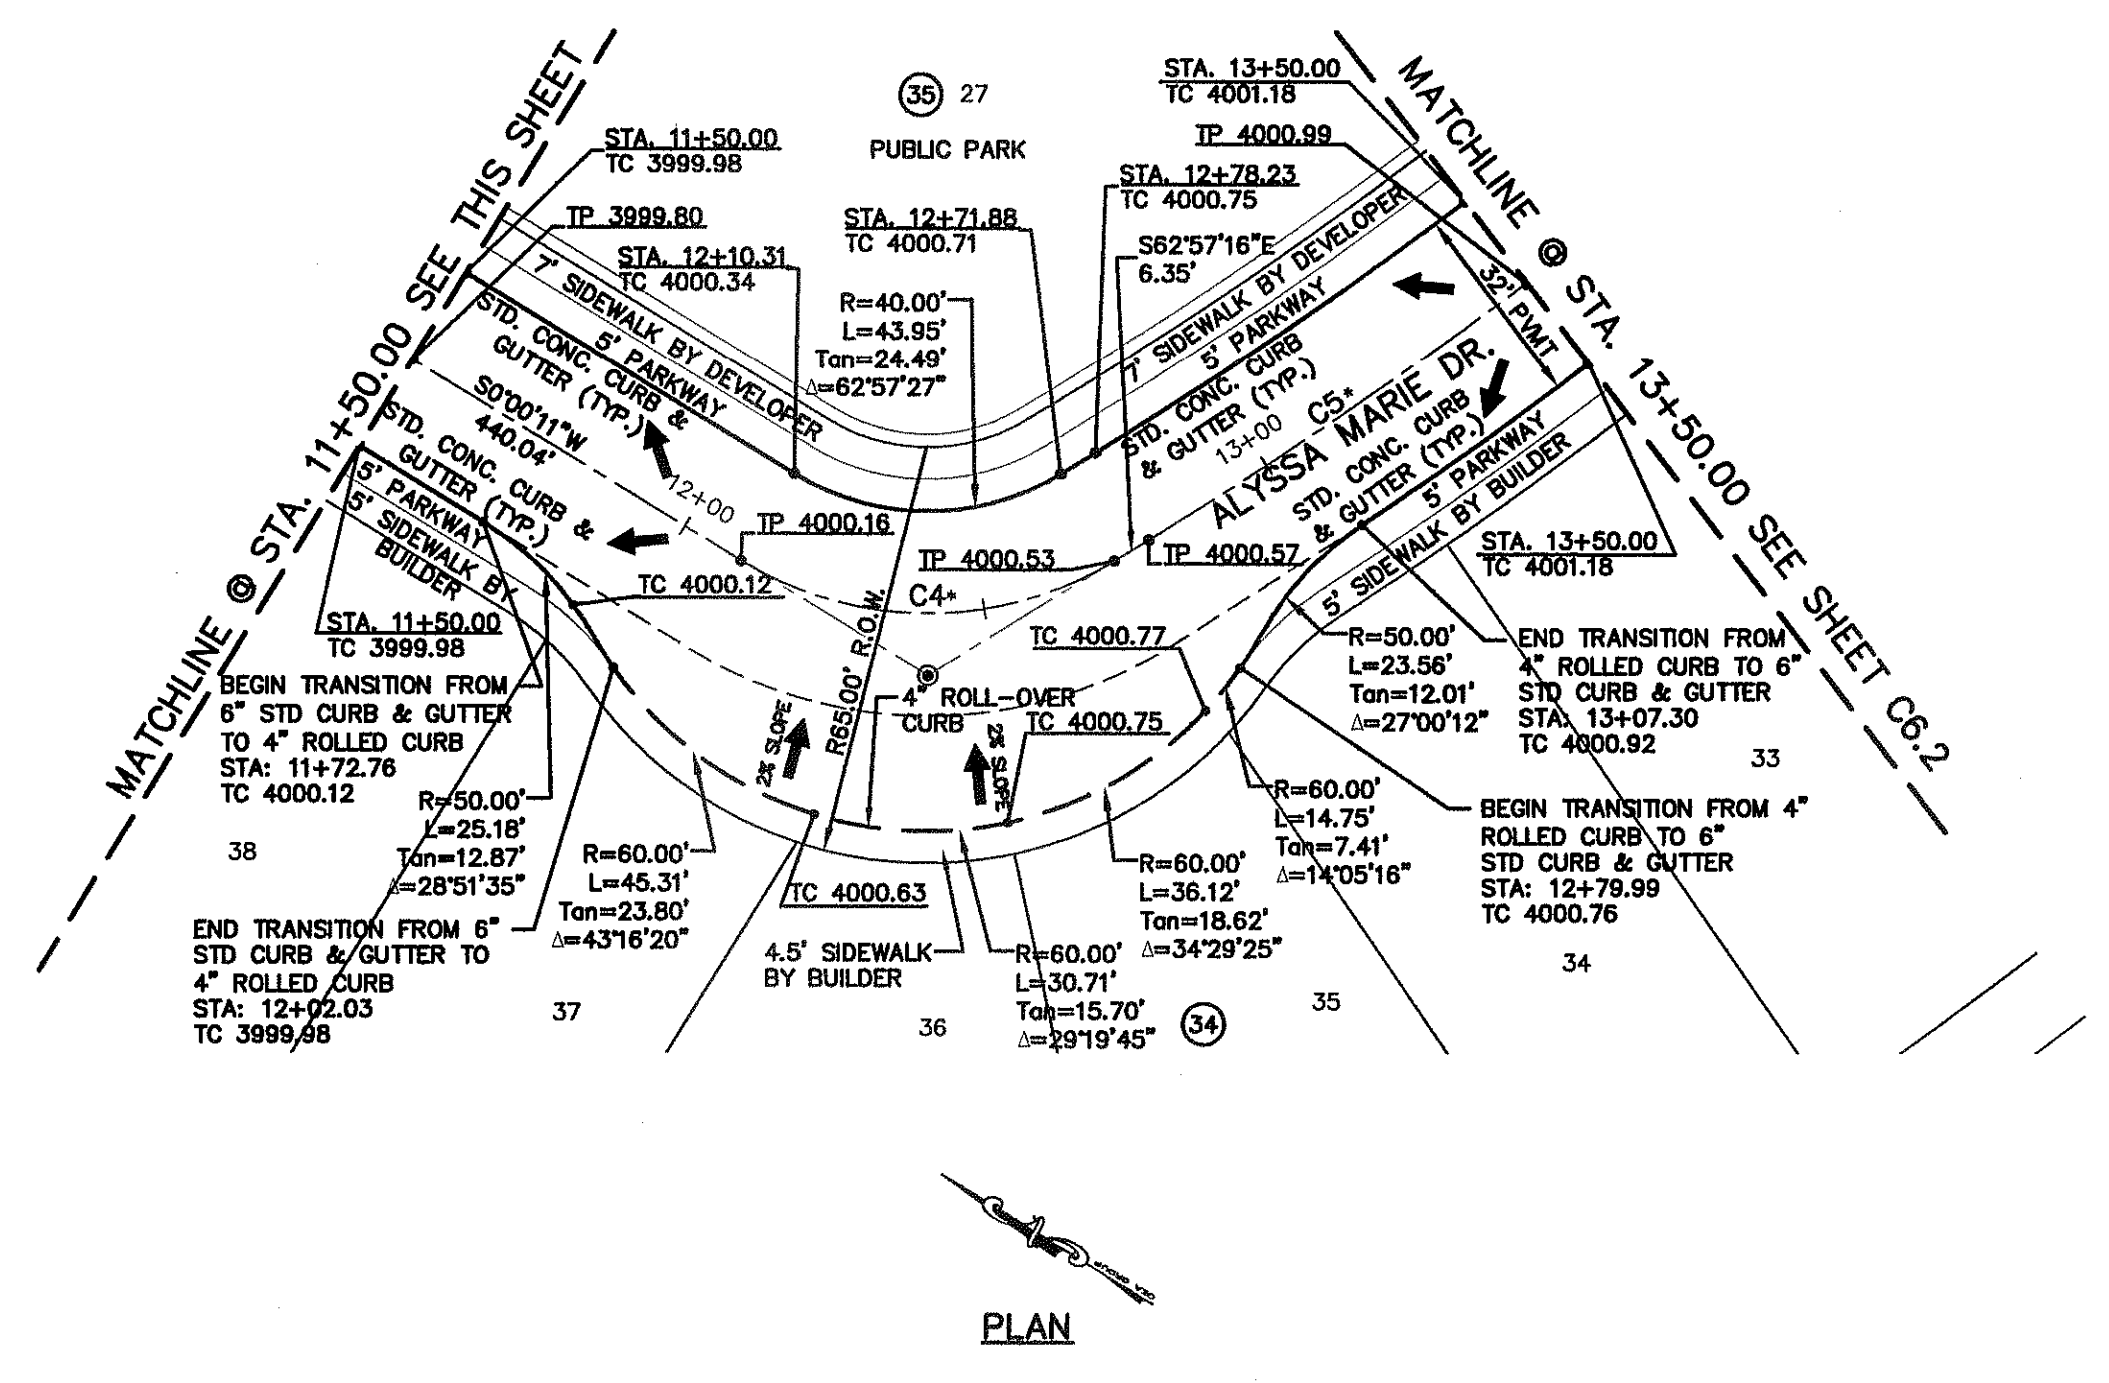 MATCHLINE @ STA. 11+50.00 SEE THIS SHEET
STA. 11+50.00
TC 3999.98
TP 3999.80
STA. 12+10.31
TC 4000.34
35
27
PUBLIC PARK
STA. 12+71.88
TC 4000.71
R=40.00'
L=43.95'
Tan=24.49'
Δ=62°57'27"
STA. 13+50.00
TC 4001.18
TP 4000.99
STA. 12+78.23
TC 4000.75
S62°57'16"E
6.35'
MATCHLINE @ STA. 13+50.00 SEE SHEET C6.2
7' SIDEWALK BY DEVELOPER
5' PARKWAY
STD. CONC. CURB &
GUTTER (TYP.)
S0°00'11"W
440.04'
STD. CONC. CURB &
GUTTER (TYP.)
5' PARKWAY
5' SIDEWALK BY
BUILDER
12+00
TP 4000.16
TC 4000.12
7' SIDEWALK BY DEVELOPER
5' PARKWAY
STD. CONC. CURB
& GUTTER (TYP.)
13+00
C5*
32' PVMT
ALYSSA MARIE DR.
STD. CONC. CURB
& GUTTER (TYP.)
5' PARKWAY
5' SIDEWALK BY BUILDER
TP 4000.53
TP 4000.57
C4*
R65.00' R.O.W.
TC 4000.77
4" ROLL-OVER
CURB
TC 4000.75
2% SLOPE
2% SLOPE
STA. 11+50.00
TC 3999.98
BEGIN TRANSITION FROM
6" STD CURB & GUTTER
TO 4" ROLLED CURB
STA: 11+72.76
TC 4000.12
R=50.00'
L=25.18'
Tan=12.87'
Δ=28°51'35"
38
END TRANSITION FROM 6"
STD CURB & GUTTER TO
4" ROLLED CURB
STA: 12+02.03
TC 3999.98
R=60.00'
L=45.31'
Tan=23.80'
Δ=43°16'20"
37
TC 4000.63
4.5' SIDEWALK
BY BUILDER
36
R=60.00'
L=30.71'
Tan=15.70'
Δ=29°19'45"
R=60.00'
L=36.12'
Tan=18.62'
Δ=34°29'25"
34
R=60.00'
L=14.75'
Tan=7.41'
Δ=14°05'16"
35
R=50.00'
L=23.56'
Tan=12.01'
Δ=27°00'12"
STA. 13+50.00
TC 4001.18
END TRANSITION FROM
4" ROLLED CURB TO 6"
STD CURB & GUTTER
STA: 13+07.30
TC 4000.92
33
BEGIN TRANSITION FROM 4"
ROLLED CURB TO 6"
STD CURB & GUTTER
STA: 12+79.99
TC 4000.76
34
PLAN